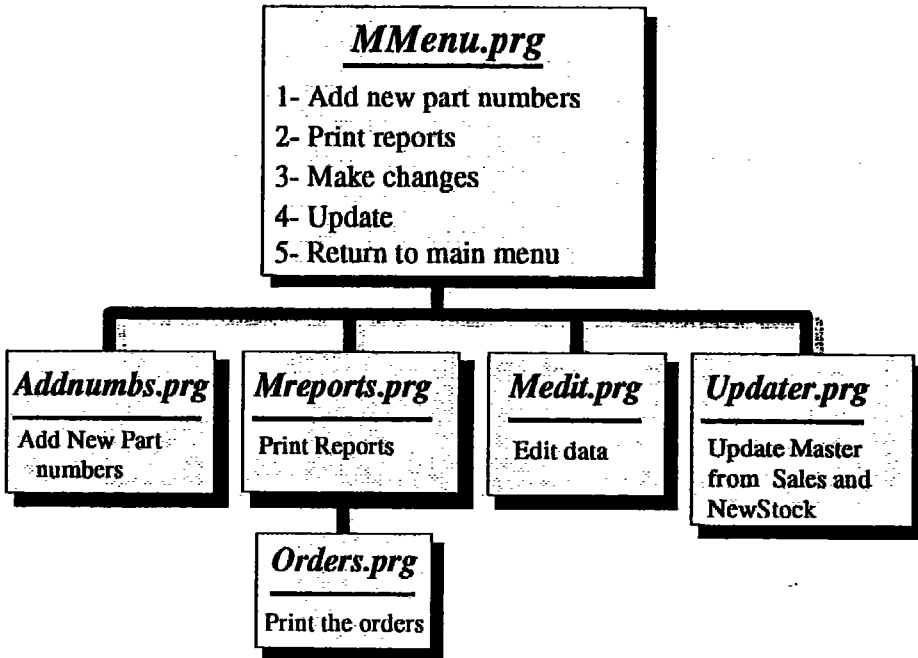 MMenu.prg
1- Add new part numbers
2- Print reports
3- Make changes
4- Update
5- Return to main menu
Addnumbs.prg
Add New Part
numbers
Mreports.prg
Print Reports
Medit.prg
Edit data
Updater.prg
Update Master
from Sales and
NewStock
Orders.prg
Print the orders